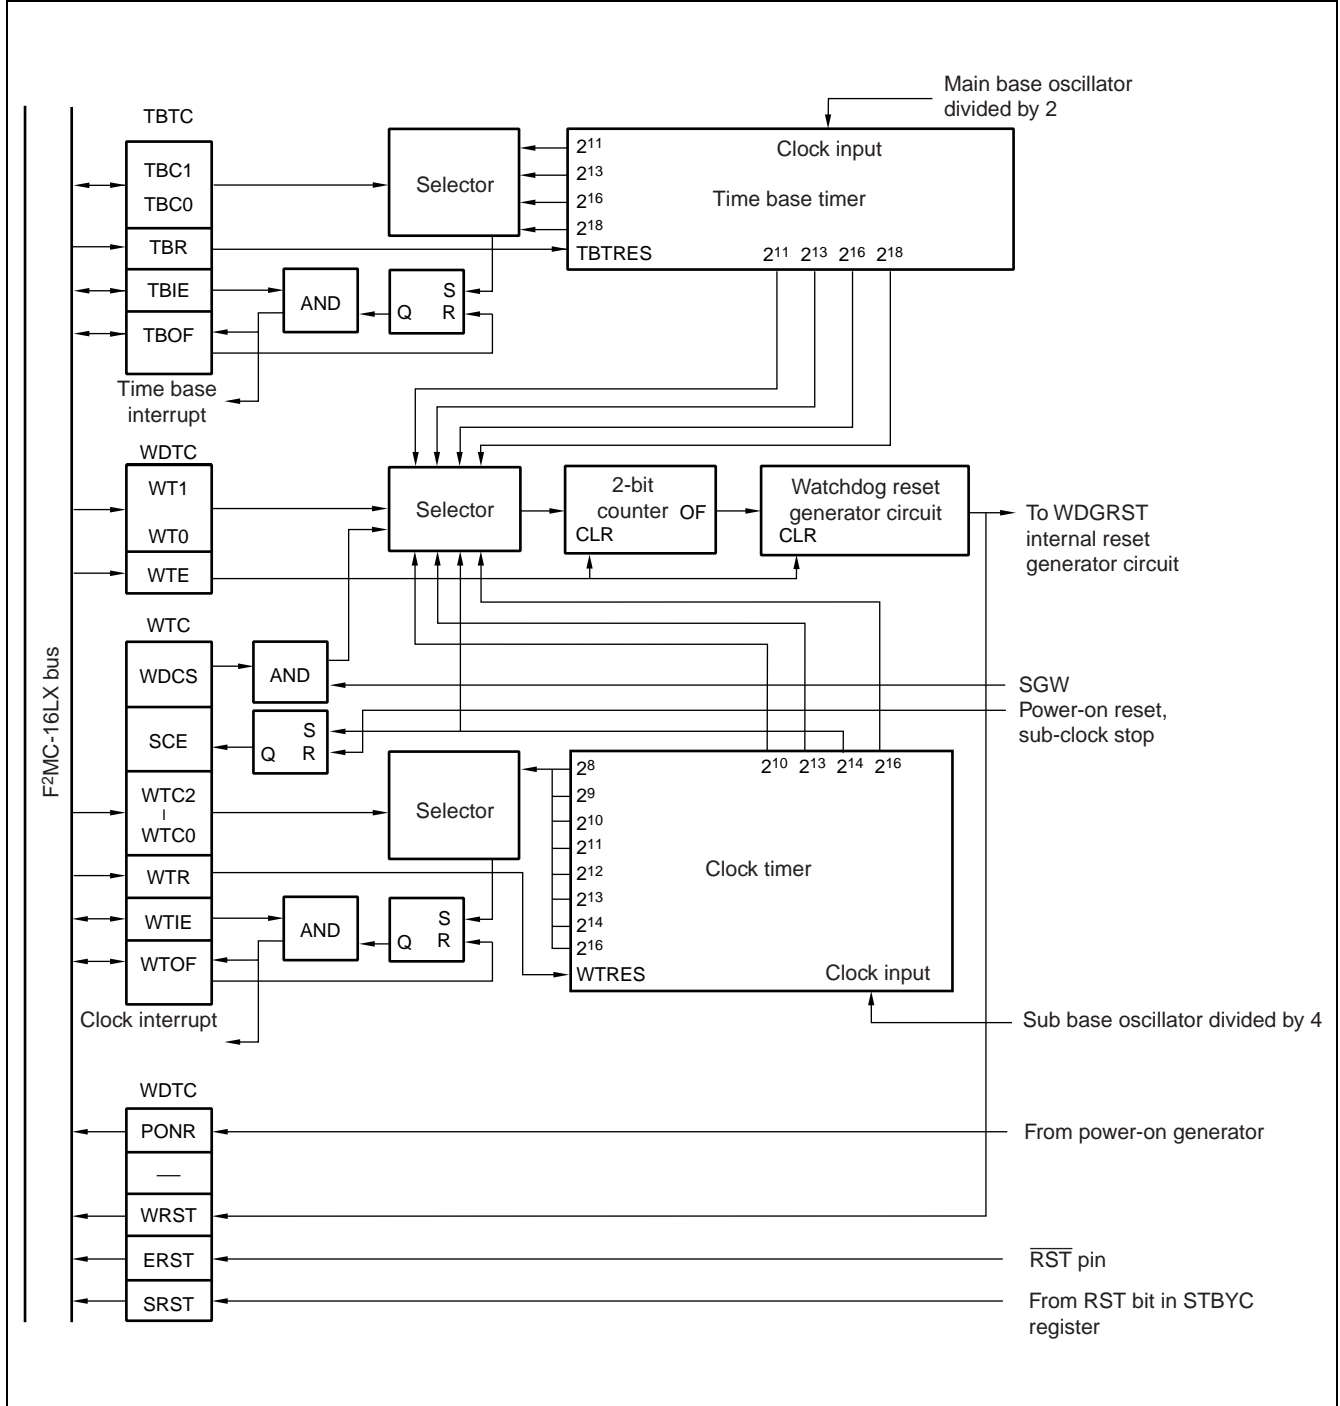 Main base oscillator
divided by 2
TBTC
TBC1
TBC0
TBR
TBIE
TBOF
Selector
2¹¹
2¹³
2¹⁶
2¹⁸
TBTRES
Clock input
Time base timer
2¹¹ 2¹³ 2¹⁶ 2¹⁸
AND
S
Q R
Time base
interrupt
WDTC
WT1
WT0
WTE
Selector
2-bit
counter OF
CLR
Watchdog reset
generator circuit
CLR
To WDGRST
internal reset
generator circuit
F²MC-16LX bus
WTC
WDCS
SCE
WTC2
|
WTC0
WTR
WTIE
WTOF
AND
SGW
Power-on reset,
sub-clock stop
S
Q R
Selector
2¹⁰ 2¹³ 2¹⁴ 2¹⁶
2⁸
2⁹
2¹⁰
2¹¹
2¹²
2¹³
2¹⁴
2¹⁶
WTRES
Clock timer
Clock input
AND
S
Q R
Clock interrupt
Sub base oscillator divided by 4
WDTC
PONR
—
WRST
ERST
SRST
From power-on generator
R̅S̅T̅ pin
From RST bit in STBYC
register